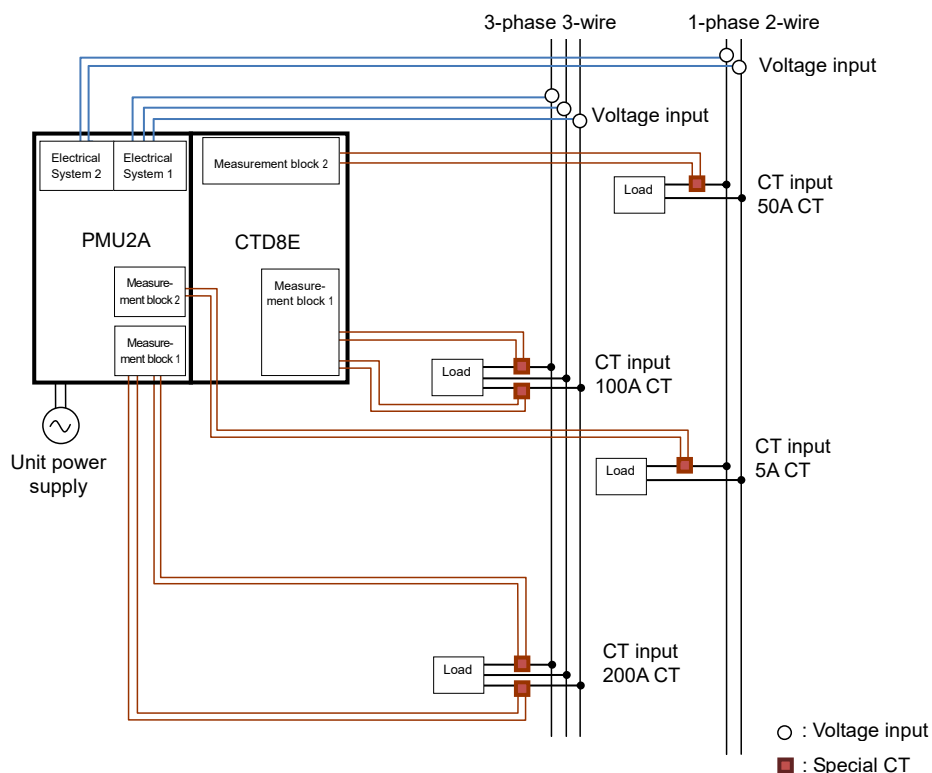 3-phase 3-wire
1-phase 2-wire
Voltage input
Voltage input
Electrical
System 2
Electrical
System 1
Measurement block 2
Load
CT input
50A CT
PMU2A
CTD8E
Measure-
ment block 2
Measure-
ment block 1
Measure-
ment block 1
Load
CT input
100A CT
Unit power
supply
Load
CT input
5A CT
Load
CT input
200A CT
: Voltage input
: Special CT